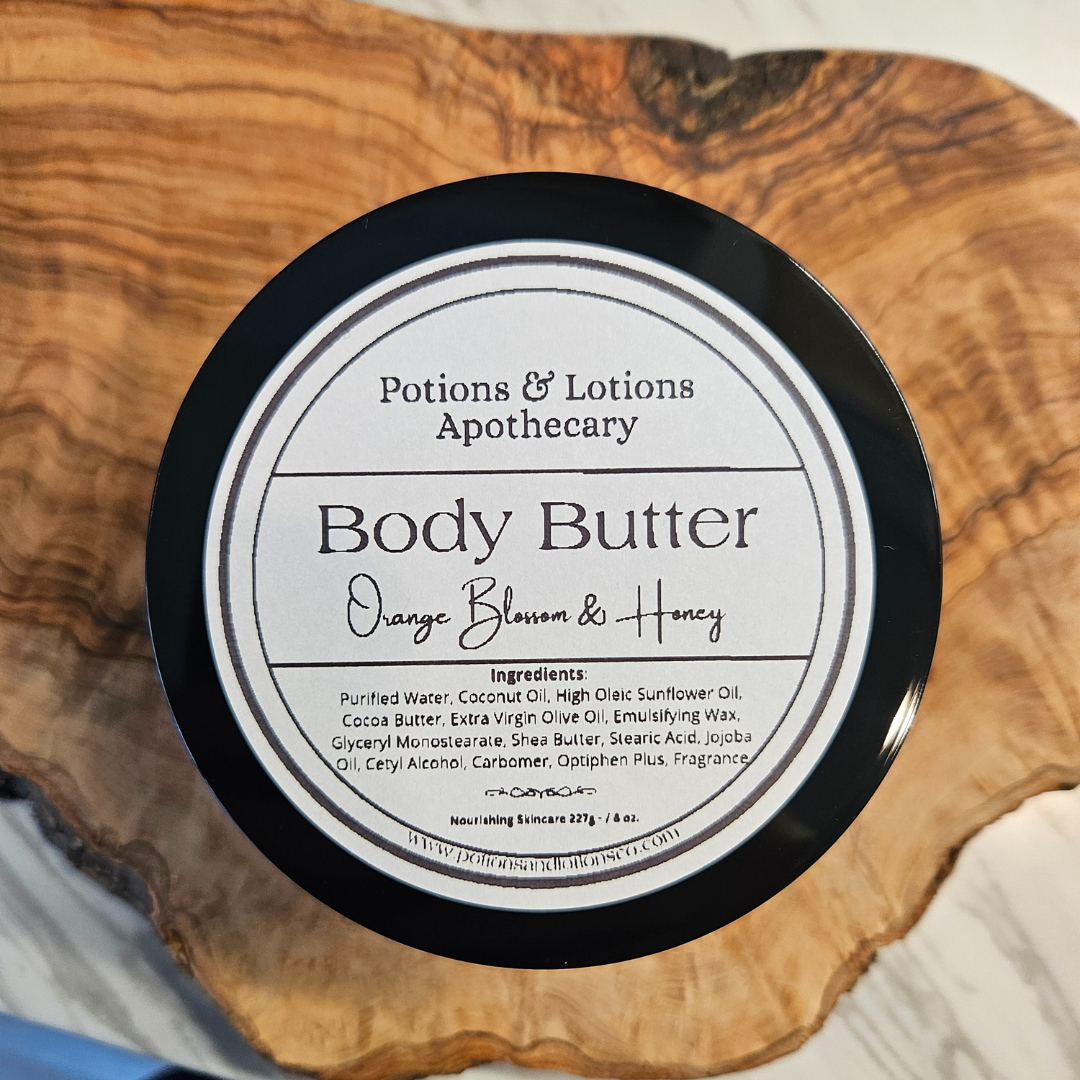 Potions & Lotions
Apothecary
Body Butter
Orange Blossom & Honey
Ingredients:
Purified Water, Coconut Oil, High Oleic Sunflower Oil,
Cocoa Butter, Extra Virgin Olive Oil, Emulsifying Wax,
Glyceryl Monostearate, Shea Butter, Stearic Acid, Jojoba
Oil, Cetyl Alcohol, Carbomer, Optiphen Plus, Fragrance
Nourishing Skincare 227g - / 8 oz.
www.potionsandlotionsco.com